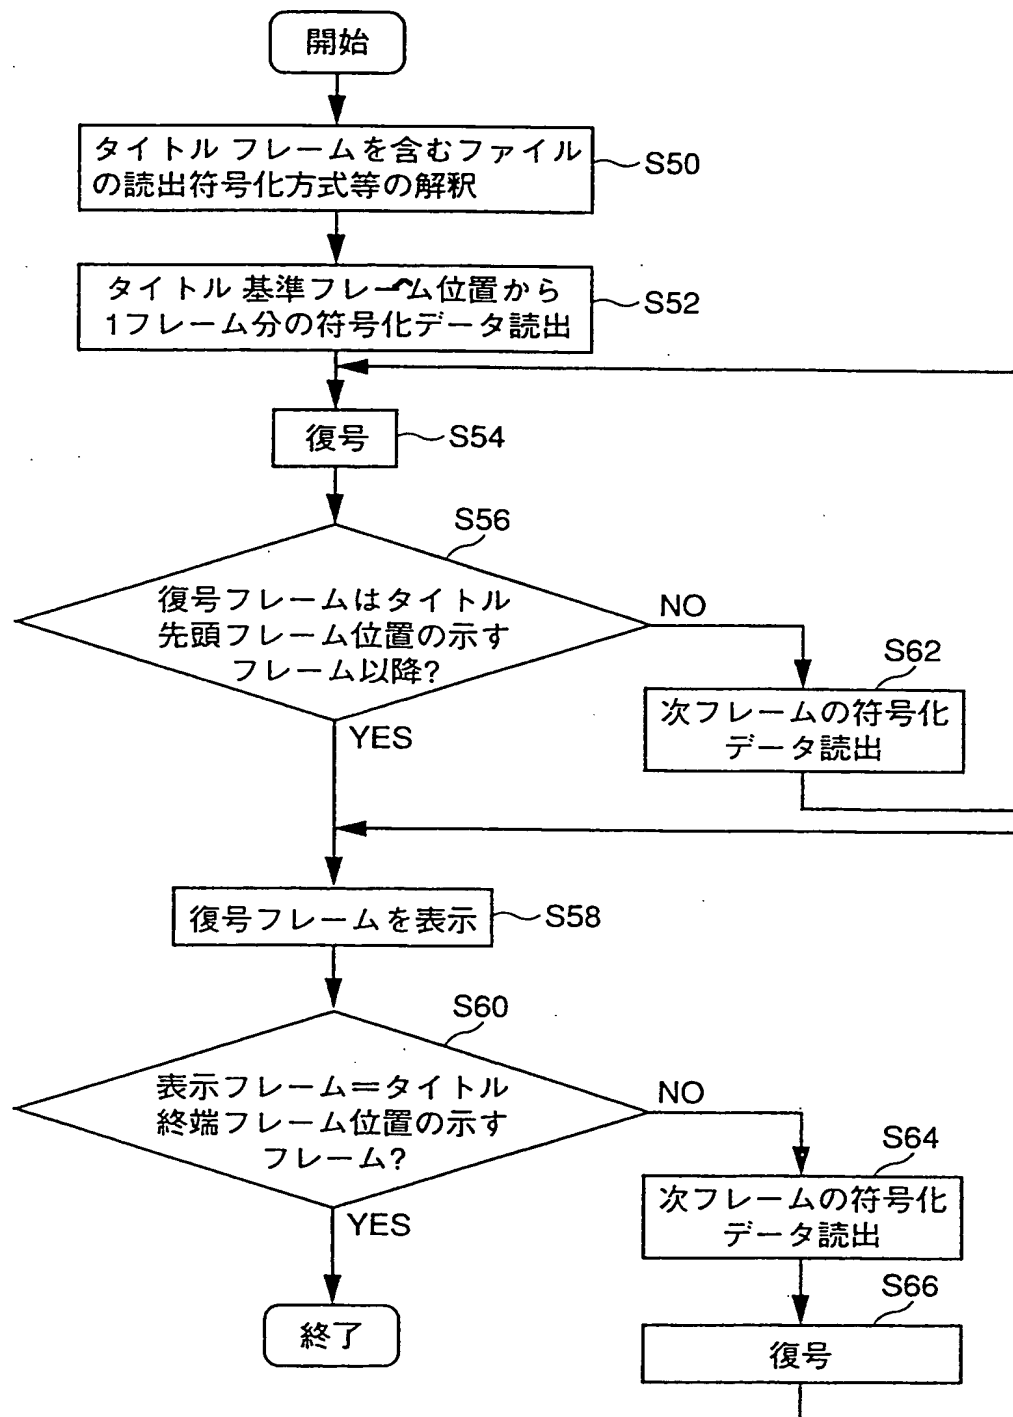 開始
タイトル フレームを含むファイル
の読出符号化方式等の解釈
S50
タイトル 基準フレーム位置から
1フレーム分の符号化データ読出
S52
復号
S54
S56
復号フレームはタイトル
先頭フレーム位置の示す
フレーム以降?
NO
YES
S62
次フレームの符号化
データ読出
復号フレームを表示
S58
S60
表示フレーム=タイトル
終端フレーム位置の示す
フレーム?
NO
YES
S64
次フレームの符号化
データ読出
S66
復号
終了